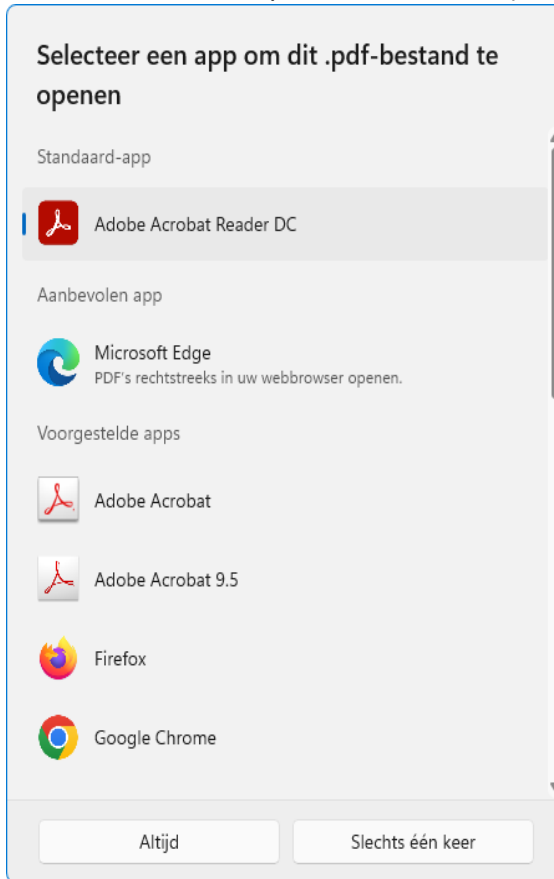 Selecteer een app om dit .pdf-bestand te
openen
Standaard-app
Adobe Acrobat Reader DC
Aanbevolen app
Microsoft Edge
PDF's rechtstreeks in uw webbrowser openen.
Voorgestelde apps
Adobe Acrobat
Adobe Acrobat 9.5
Firefox
Google Chrome
Altijd
Slechts één keer